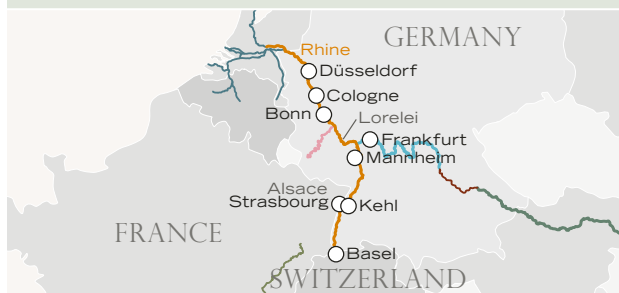 GERMANY
Rhine
Düsseldorf
Cologne
Bonn
Lorelei
Frankfurt
Mannheim
Alsace
Strasbourg
Kehl
FRANCE
Basel
SWITZERLAND